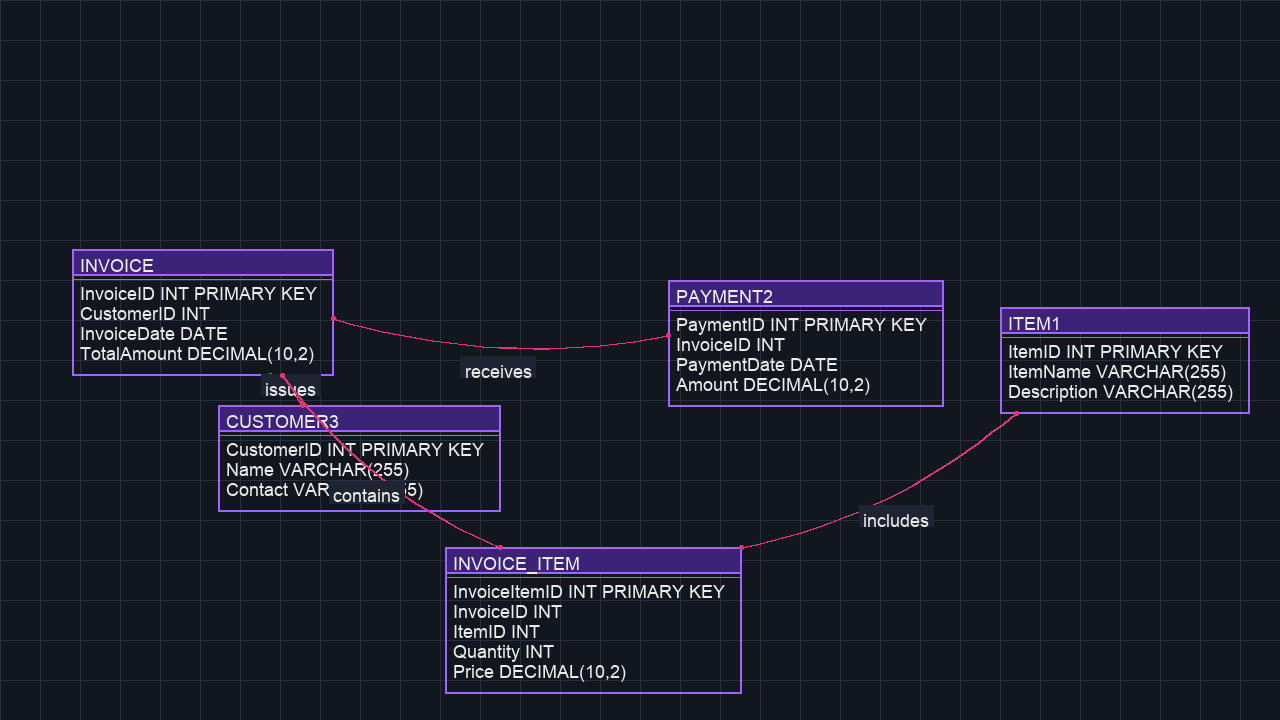 INVOICE
InvoiceID INT PRIMARY KEY
CustomerID INT
InvoiceDate DATE
TotalAmount DECIMAL(10,2)
receives
PAYMENT2
PaymentID INT PRIMARY KEY
InvoiceID INT
PaymentDate DATE
Amount DECIMAL(10,2)
ITEM1
ItemID INT PRIMARY KEY
ItemName VARCHAR(255)
Description VARCHAR(255)
issues
CUSTOMER3
CustomerID INT PRIMARY KEY
Name VARCHAR(255)
Contact
contains
includes
INVOICE_ITEM
InvoiceItemID INT PRIMARY KEY
InvoiceID INT
ItemID INT
Quantity INT
Price DECIMAL(10,2)